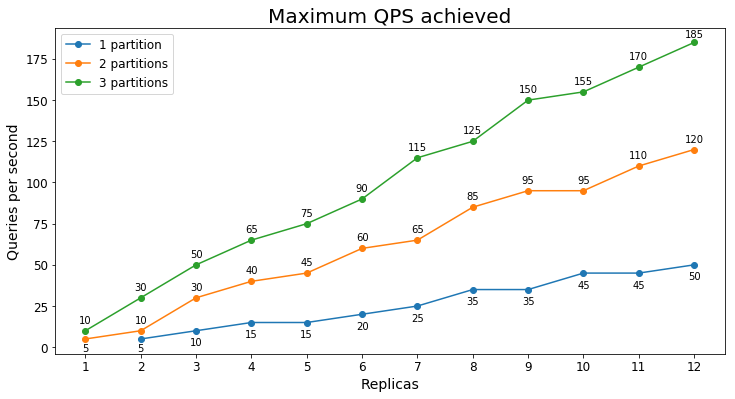 Maximum QPS achieved
1 partition
2 partitions
3 partitions
Queries per second
175
150
125
100
75
50
25
0
10 30 50 65 75 90 115 125 150 155 170 185
5 10 30 40 45 60 65 85 95 95 110 120
5 10 15 15 20 25 35 35 45 45 50
1 2 3 4 5 6 7 8 9 10 11 12
Replicas